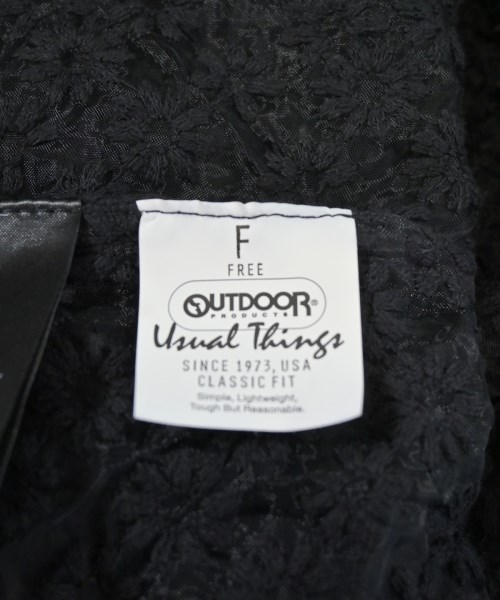 F
FREE
OUTDOOR®
PRODUCTS
Usual Things
SINCE 1973, USA
CLASSIC FIT
Simple, Lightweight,
Tough But Reasonable.